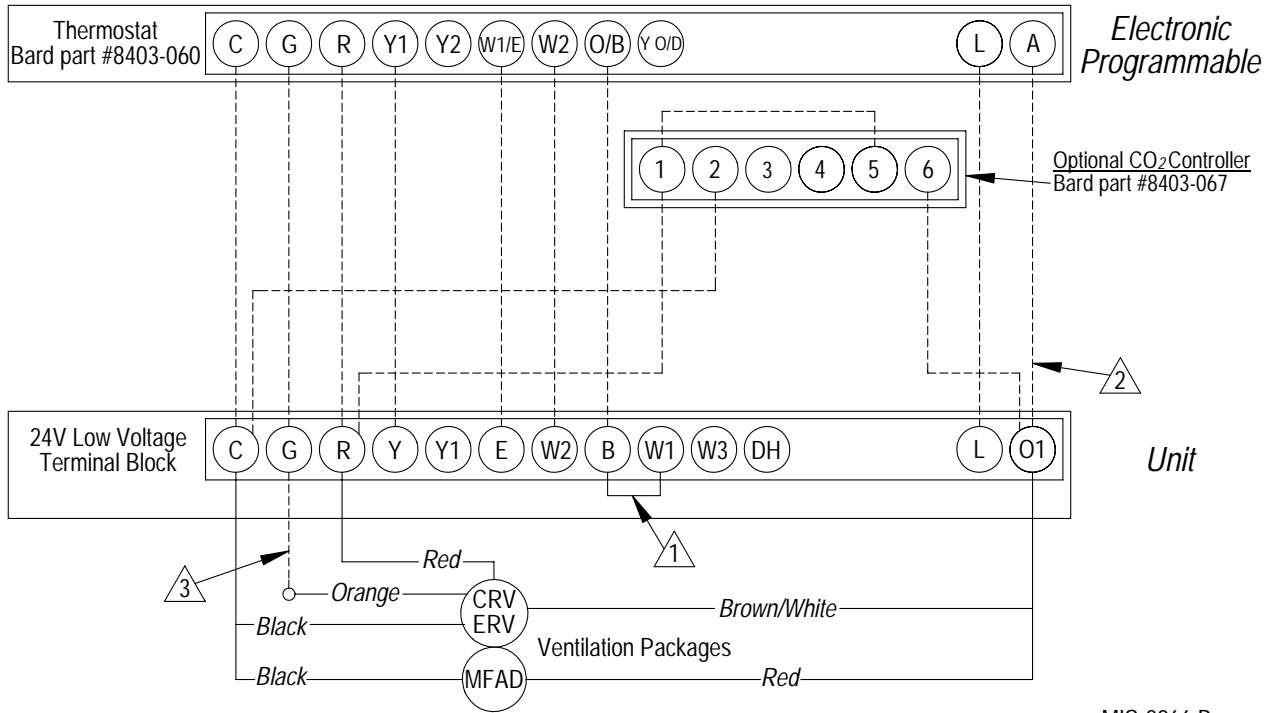 Thermostat
Bard part #8403-060
C G R Y1 Y2 W1/E W2 O/B Y O/D L A
Electronic
Programmable
1 2 3 4 5 6
Optional CO2 Controller
Bard part #8403-067
2
24V Low Voltage
Terminal Block
C G R Y Y1 E W2 B W1 W3 DH L O1
Unit
1
3
Red
Orange
CRV
ERV
Brown/White
Black
Ventilation Packages
Black
MFAD
Red